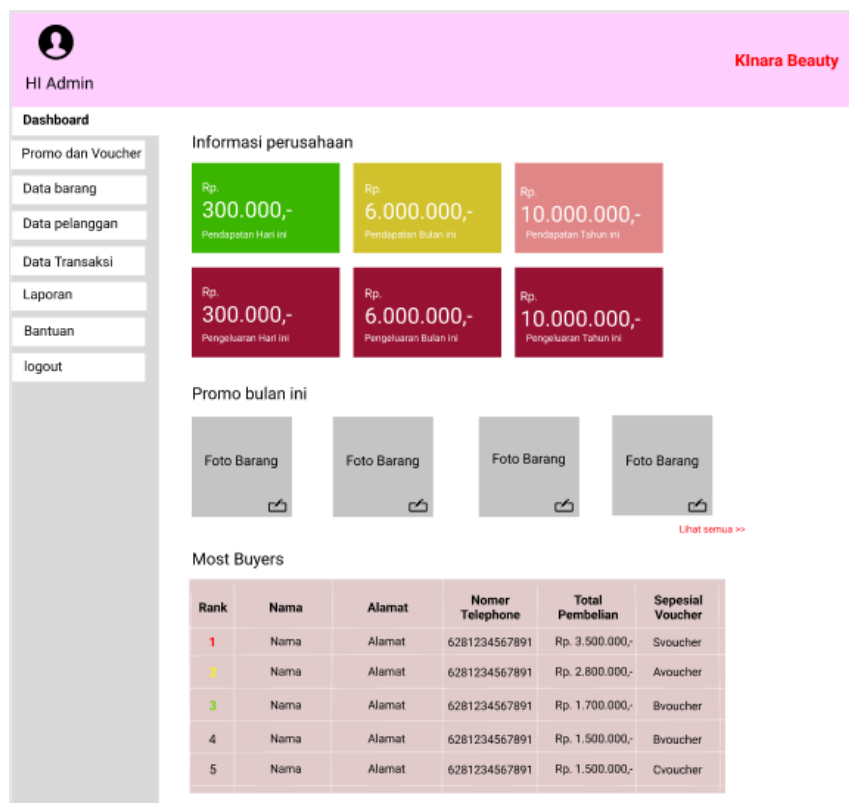 HI Admin
KInara Beauty
Dashboard
Promo dan Voucher
Data barang
Data pelanggan
Data Transaksi
Laporan
Bantuan
logout
Informasi perusahaan
Rp.
300.000,-
Pendapatan Hari ini
Rp.
6.000.000,-
Pendapatan Bulan ini
Rp.
10.000.000,-
Pendapatan Tahun ini
Rp.
300.000,-
Pengeluaran Hari ini
Rp.
6.000.000,-
Pengeluaran Bulan ini
Rp.
10.000.000,-
Pengeluaran Tahun ini
Promo bulan ini
Foto Barang
Foto Barang
Foto Barang
Foto Barang
Lihat semua >>
Most Buyers
Rank Nama Alamat Nomer Telephone Total Pembelian Sepesial Voucher
1 Nama Alamat 6281234567891 Rp. 3.500.000,- Svoucher
2 Nama Alamat 6281234567891 Rp. 2.800.000,- Avoucher
3 Nama Alamat 6281234567891 Rp. 1.700.000,- Bvoucher
4 Nama Alamat 6281234567891 Rp. 1.500.000,- Bvoucher
5 Nama Alamat 6281234567891 Rp. 1.500.000,- Cvoucher